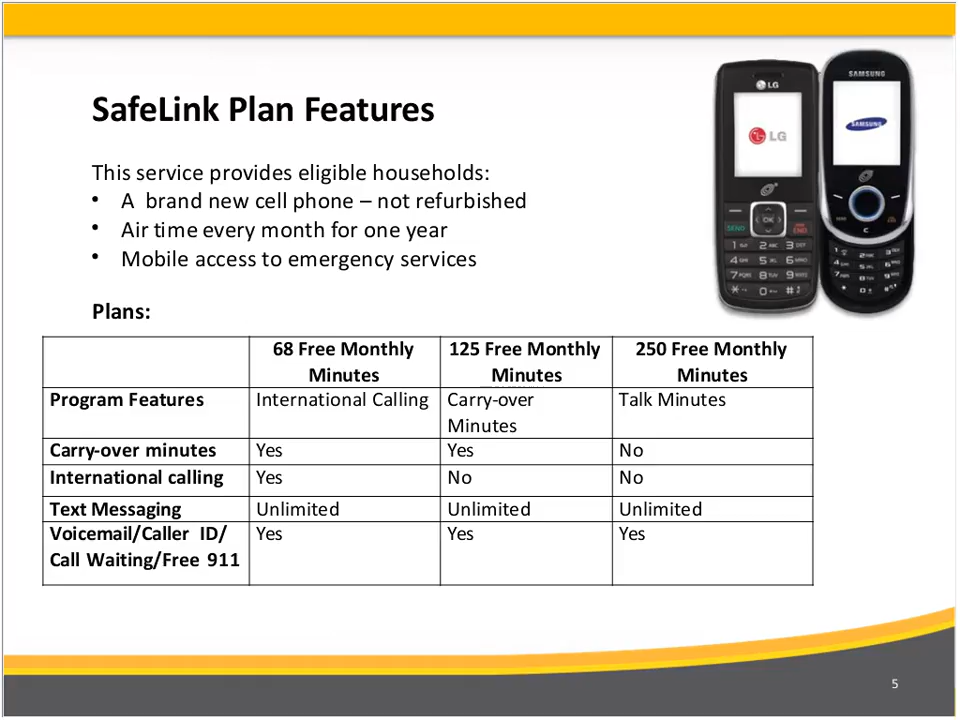 SafeLink Plan Features
This service provides eligible households:
• A brand new cell phone – not refurbished
• Air time every month for one year
• Mobile access to emergency services
Plans:
68 Free Monthly Minutes 125 Free Monthly Minutes 250 Free Monthly Minutes
Program Features International Calling Carry-over Minutes Talk Minutes
Carry-over minutes Yes Yes No
International calling Yes No No
Text Messaging Unlimited Unlimited Unlimited
Voicemail/Caller ID/ Call Waiting/Free 911 Yes Yes Yes
LG
LG
SEND
OK
END
SAMSUNG
SAMSUNG
5